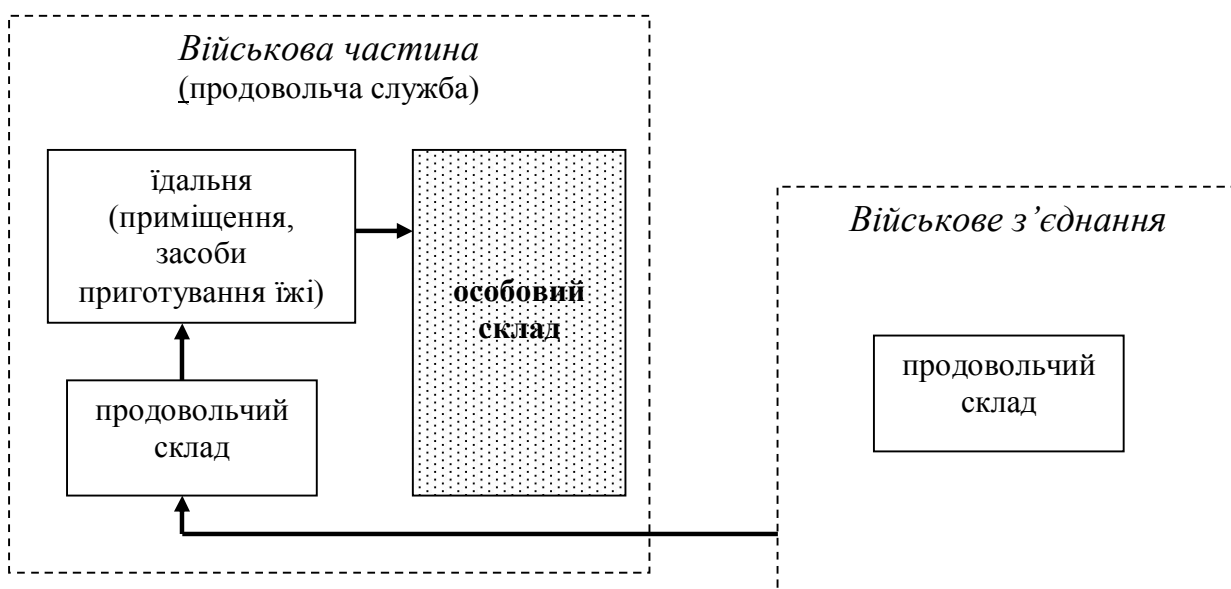 Військова частина
(продовольча служба)
їдальня
(приміщення,
засоби
приготування їжі)
особовий
склад
продовольчий
склад
Військове з’єднання
продовольчий
склад